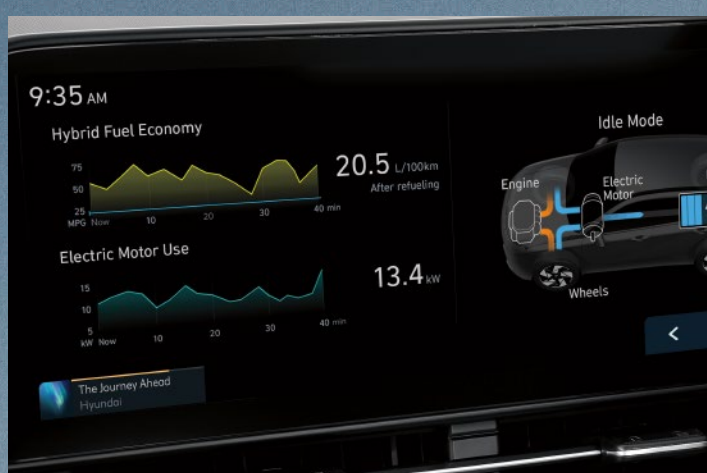 9:35 AM
Hybrid Fuel Economy
75
50
25
MPG Now 10 20 30 40 min
20.5 L/100km
After refueling
Electric Motor Use
15
10
5
kW Now 10 20 30 40 min
13.4 kW
The Journey Ahead
Hyundai
Idle Mode
Engine
Electric
Motor
Wheels